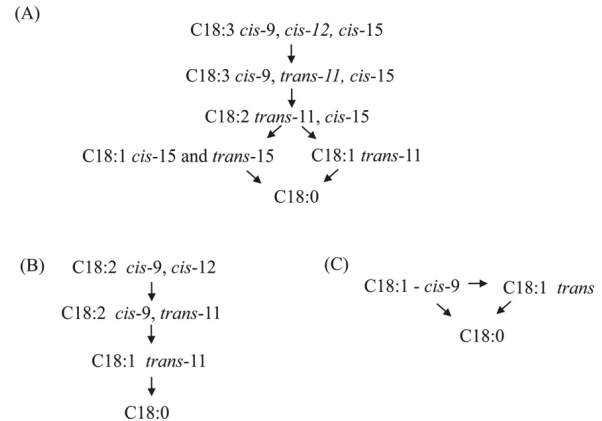 (A)
C18:3 cis-9, cis-12, cis-15
C18:3 cis-9, trans-11, cis-15
C18:2 trans-11, cis-15
C18:1 cis-15 and trans-15
C18:1 trans-11
C18:0
(B)
C18:2 cis-9, cis-12
C18:2 cis-9, trans-11
C18:1 trans-11
C18:0
(C)
C18:1 - cis-9
C18:1 trans
C18:0